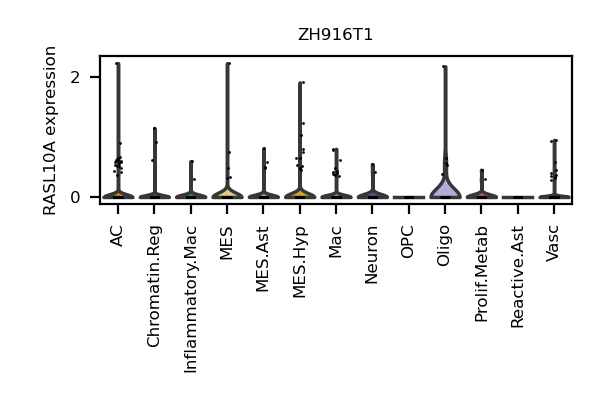 ZH916T1
RASL10A expression
2
0
AC
Chromatin.Reg
Inflammatory.Mac
MES
MES.Ast
MES.Hyp
Mac
Neuron
OPC
Oligo
Prolif.Metab
Reactive.Ast
Vasc